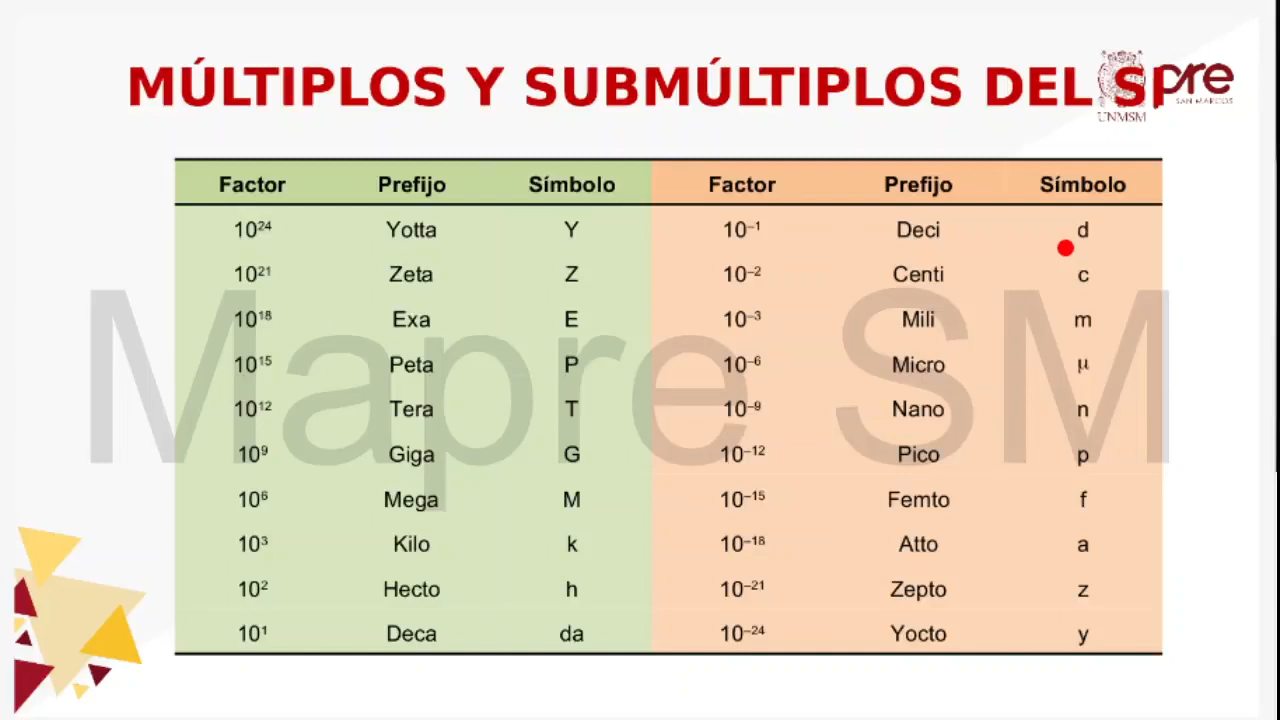 MÚLTIPLOS Y SUBMÚLTIPLOS DEL SI
UNMSM
pre
SAN MARCOS
Factor Prefijo Símbolo Factor Prefijo Símbolo
10²⁴ Yotta Y 10⁻¹ Deci d
10²¹ Zeta Z 10⁻² Centi c
10¹⁸ Exa E 10⁻³ Mili m
10¹⁵ Peta P 10⁻⁶ Micro μ
10¹² Tera T 10⁻⁹ Nano n
10⁹ Giga G 10⁻¹² Pico p
10⁶ Mega M 10⁻¹⁵ Femto f
10³ Kilo k 10⁻¹⁸ Atto a
10² Hecto h 10⁻²¹ Zepto z
10¹ Deca da 10⁻²⁴ Yocto y
Mapre SM